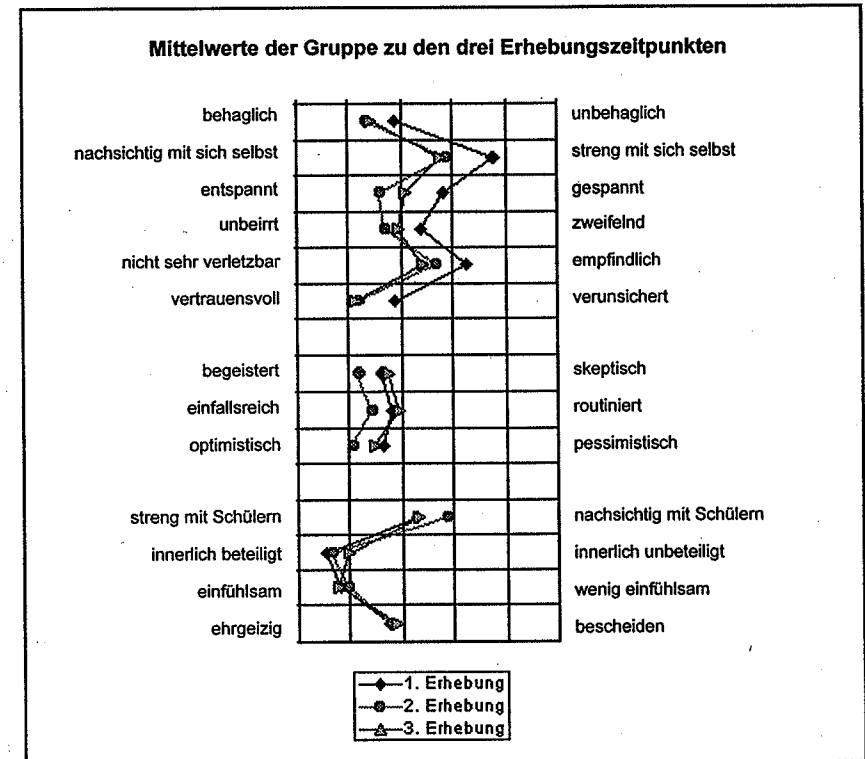 Mittelwerte der Gruppe zu den drei Erhebungszeitpunkten
behaglich unbehaglich
nachsichtig mit sich selbst streng mit sich selbst
entspannt gespannt
unbeirrt zweifelnd
nicht sehr verletzbar empfindlich
vertrauensvoll verunsichert
begeistert skeptisch
einfallsreich routiniert
optimistisch pessimistisch
streng mit Schülern nachsichtig mit Schülern
innerlich beteiligt innerlich unbeteiligt
einfühlsam wenig einfühlsam
ehrgeizig bescheiden
1. Erhebung
2. Erhebung
3. Erhebung